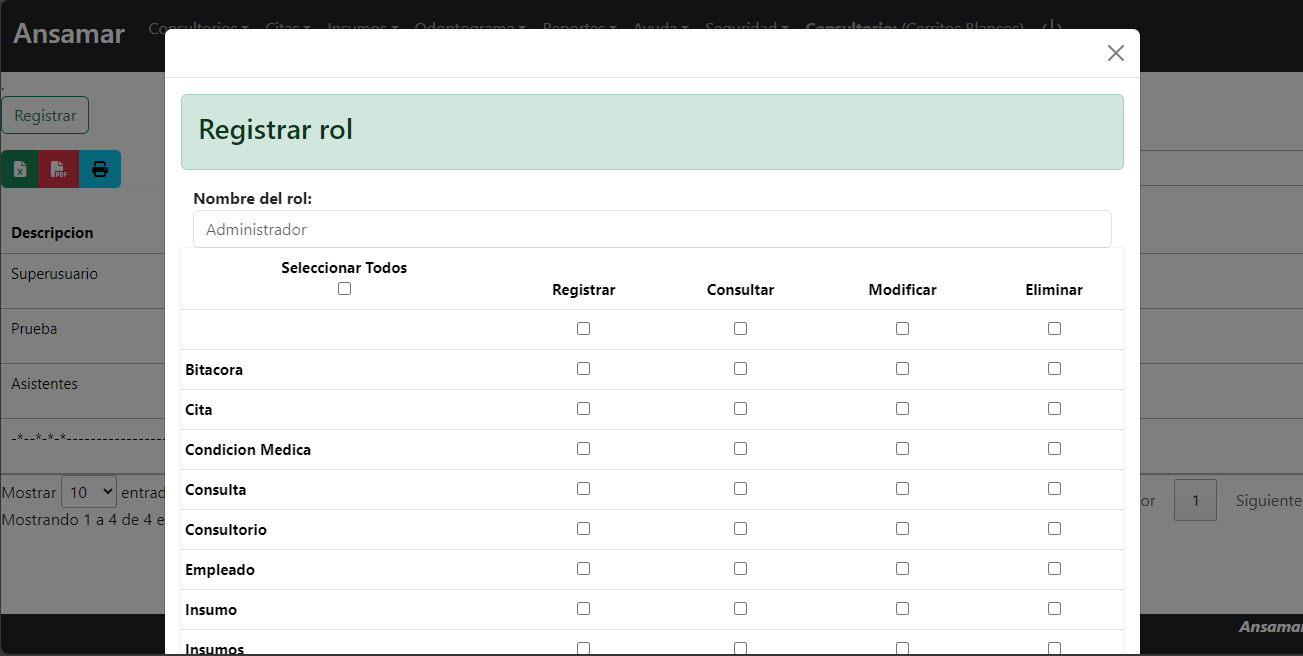 Ansamar
Consultorios Citas Insumos Odontograma Reportes Ayuda Seguridad Consultorio: (Cerritos Blancos)
.
Registrar
Registrar rol
PDF
Nombre del rol:
Administrador
Seleccionar Todos
Registrar Consultar Modificar Eliminar
Descripcion
Superusuario
Prueba
Bitacora
Asistentes
Cita
-*--*-*-*-----------------
Condicion Medica
Mostrar 10 entrad
Consulta
or 1 Siguiente
Mostrando 1 a 4 de 4 e
Consultorio
Empleado
Insumo
Ansamar
Insumos